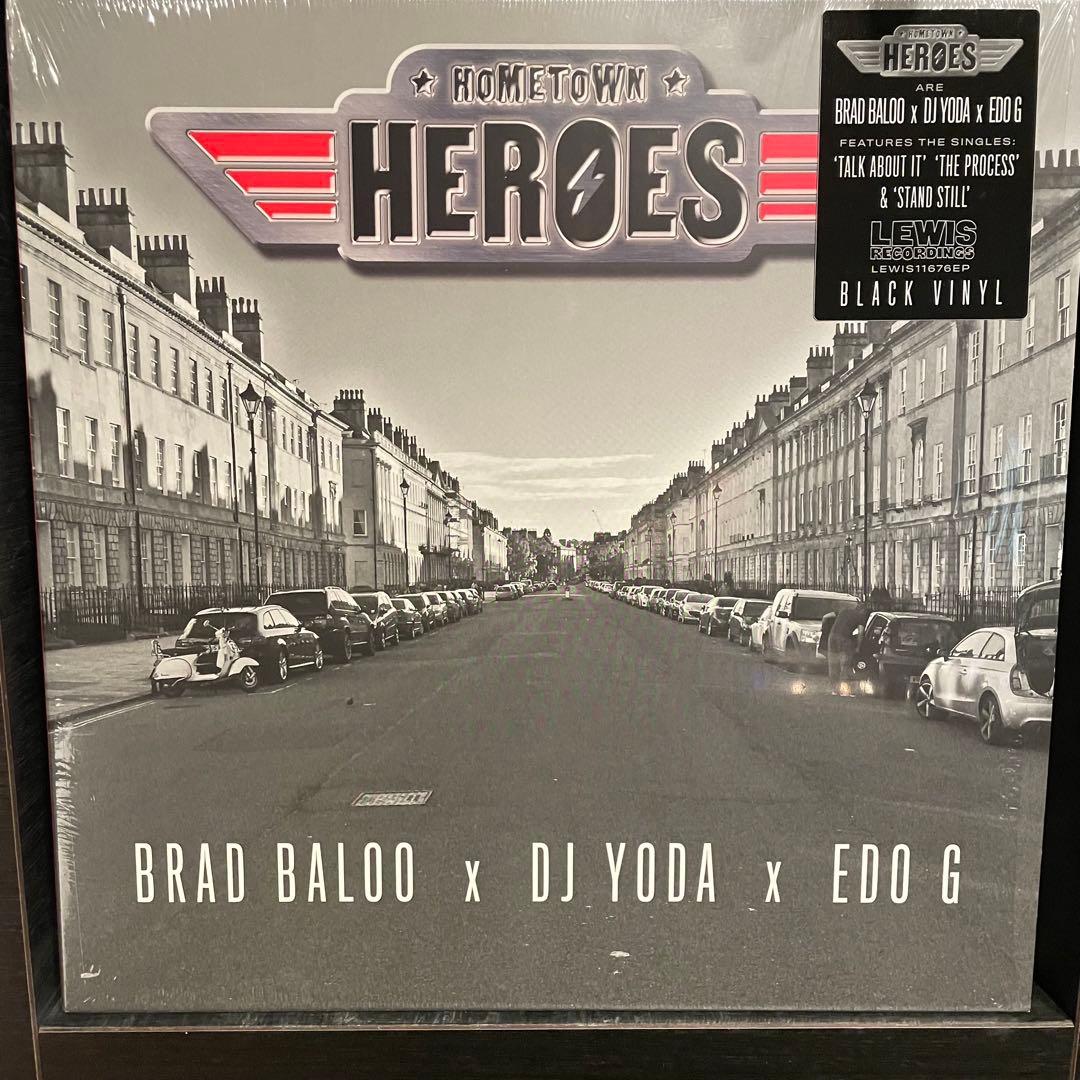 HOMETOWN
HEROES
HOMETOWN
HEROES
ARE
BRAD BALOO x DJ YODA x EDO G
FEATURES THE SINGLES:
'TALK ABOUT IT' 'THE PROCESS'
& 'STAND STILL'
LEWIS
RECORDINGS
LEWIS11676EP
BLACK VINYL
BRAD BALOO x DJ YODA x EDO G